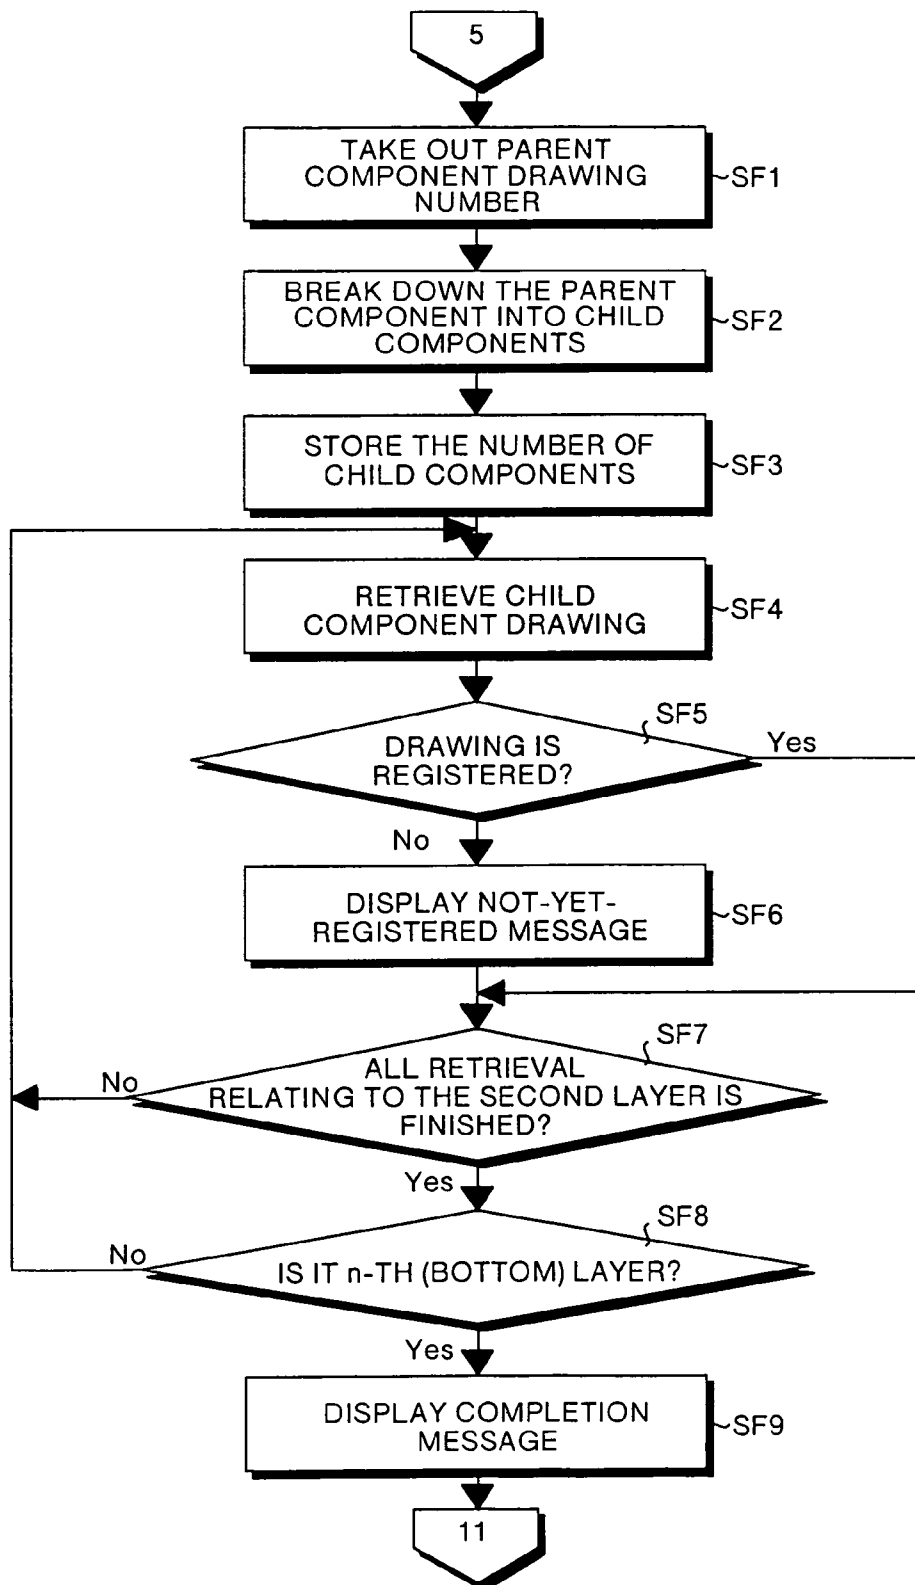 5
TAKE OUT PARENT
COMPONENT DRAWING
NUMBER
SF1
BREAK DOWN THE PARENT
COMPONENT INTO CHILD
COMPONENTS
SF2
STORE THE NUMBER OF
CHILD COMPONENTS
SF3
RETRIEVE CHILD
COMPONENT DRAWING
SF4
SF5
DRAWING IS
REGISTERED?
Yes
No
DISPLAY NOT-YET-
REGISTERED MESSAGE
SF6
SF7
ALL RETRIEVAL
RELATING TO THE SECOND LAYER IS
FINISHED?
No
Yes
SF8
IS IT n-TH (BOTTOM) LAYER?
No
Yes
DISPLAY COMPLETION
MESSAGE
SF9
11